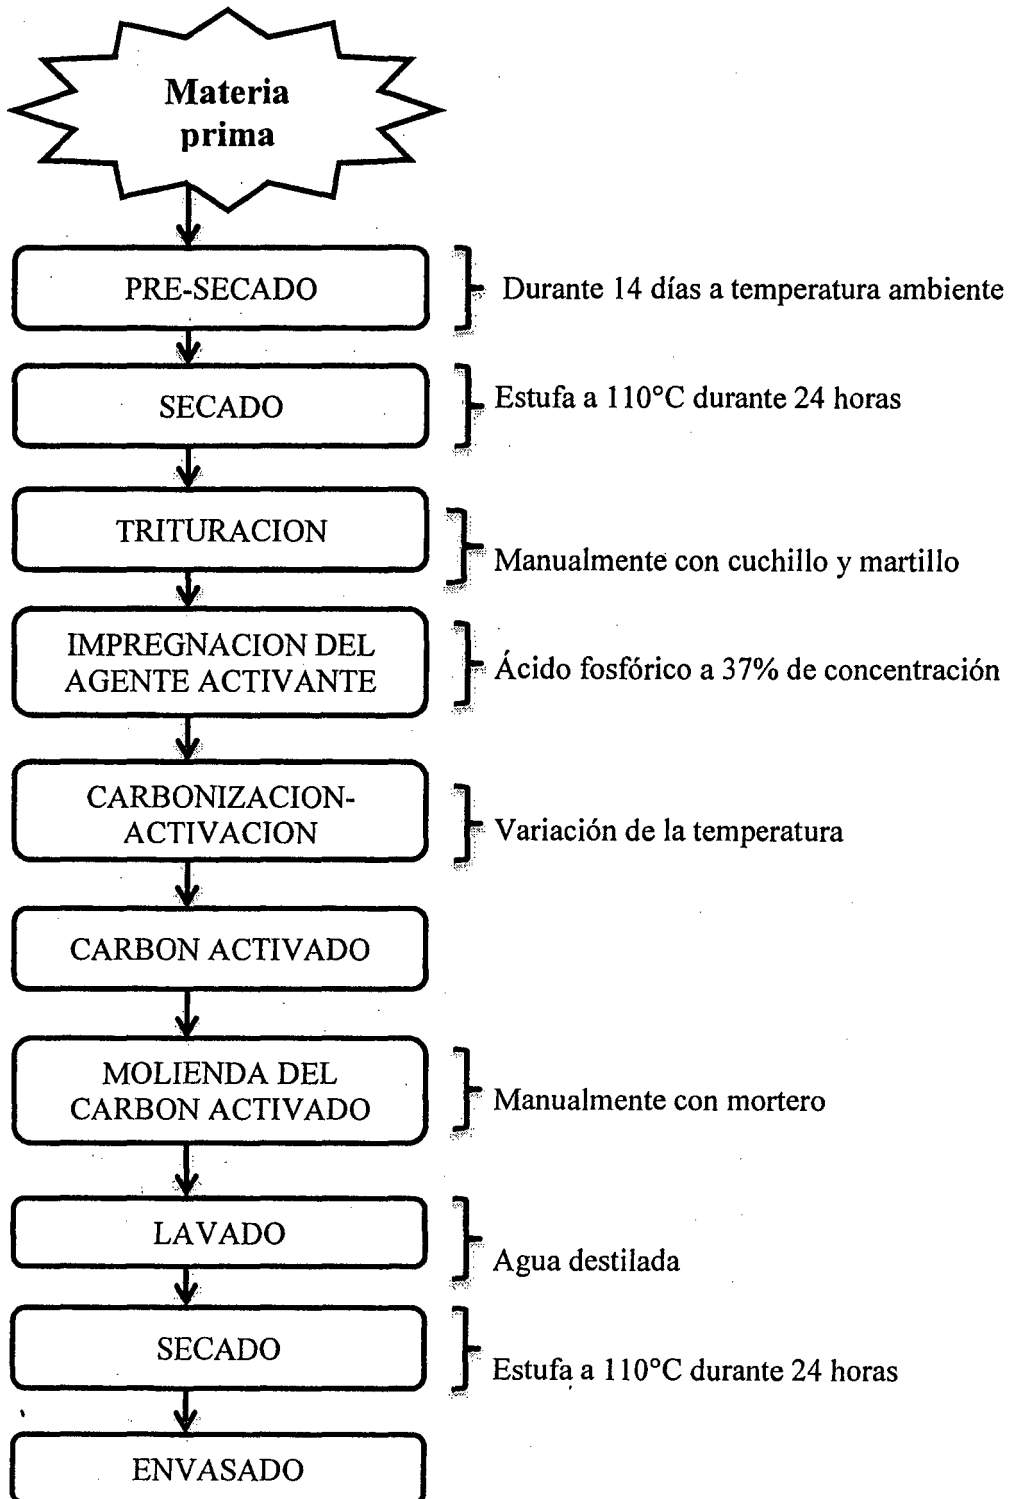 Materia
prima
PRE-SECADO
Durante 14 días a temperatura ambiente
SECADO
Estufa a 110°C durante 24 horas
TRITURACION
Manualmente con cuchillo y martillo
IMPREGNACION DEL
AGENTE ACTIVANTE
Ácido fosfórico a 37% de concentración
CARBONIZACION-
ACTIVACION
Variación de la temperatura
CARBON ACTIVADO
MOLIENDA DEL
CARBON ACTIVADO
Manualmente con mortero
LAVADO
Agua destilada
SECADO
Estufa a 110°C durante 24 horas
ENVASADO